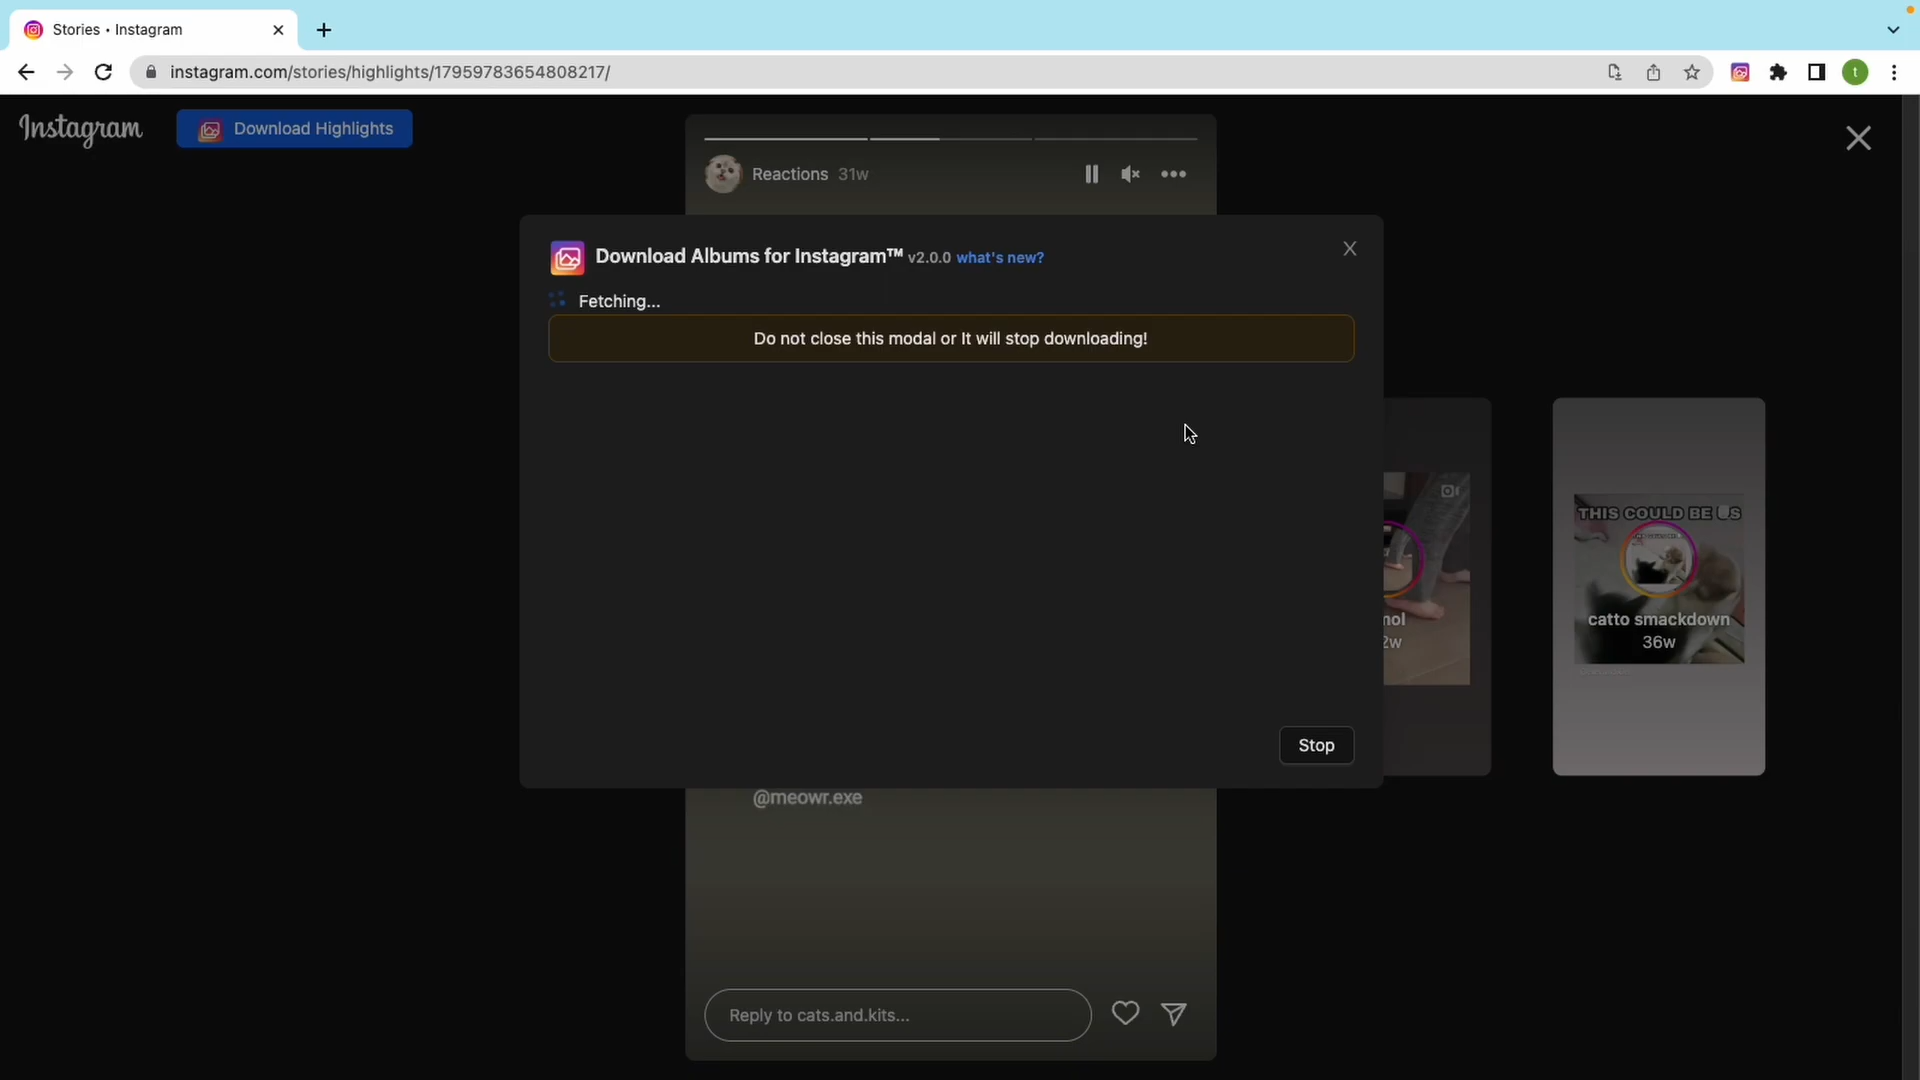 Stories • Instagram
instagram.com/stories/highlights/17959783654808217/
t
Instagram
Download Highlights
Reactions 31w
Download Albums for Instagram™ v2.0.0 what's new?
X
Fetching...
Do not close this modal or It will stop downloading!
THIS COULD BE US
catto smackdown
36w
mol
2w
Stop
@meowr.exe
Reply to cats.and.kits...